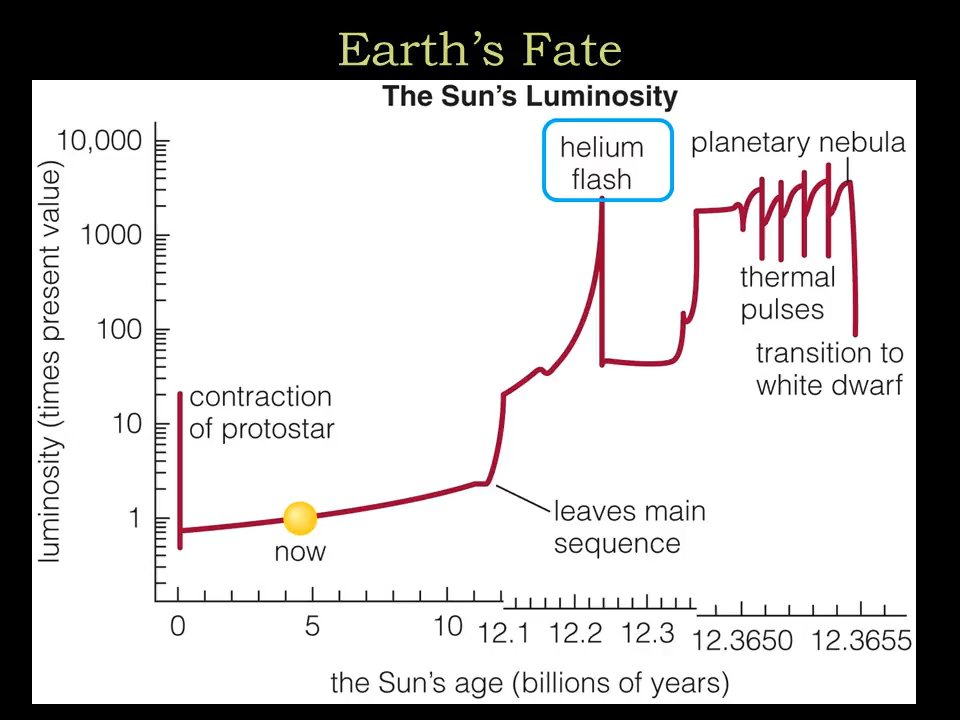 Earth's Fate
The Sun's Luminosity
luminosity (times present value)
10,000
1000
100
10
1
contraction
of protostar
now
helium
flash
leaves main
sequence
planetary nebula
thermal
pulses
transition to
white dwarf
0 5 10 12.1 12.2 12.3 12.3650 12.3655
the Sun's age (billions of years)